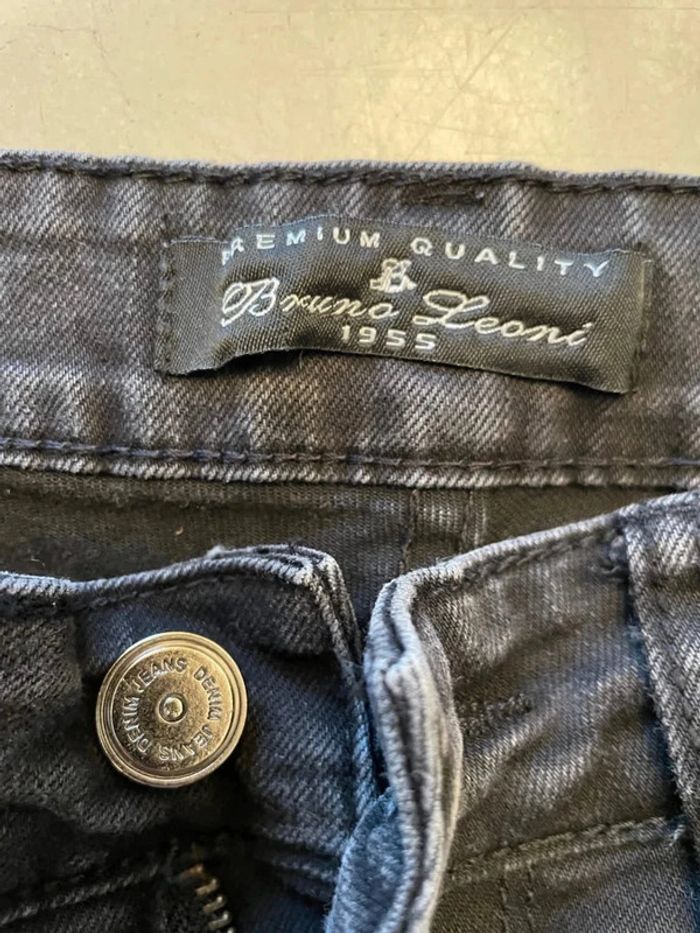 PREMIUM QUALITY
B
Bruno Leoni
1955
JEANS DENIM JEANS DENIM